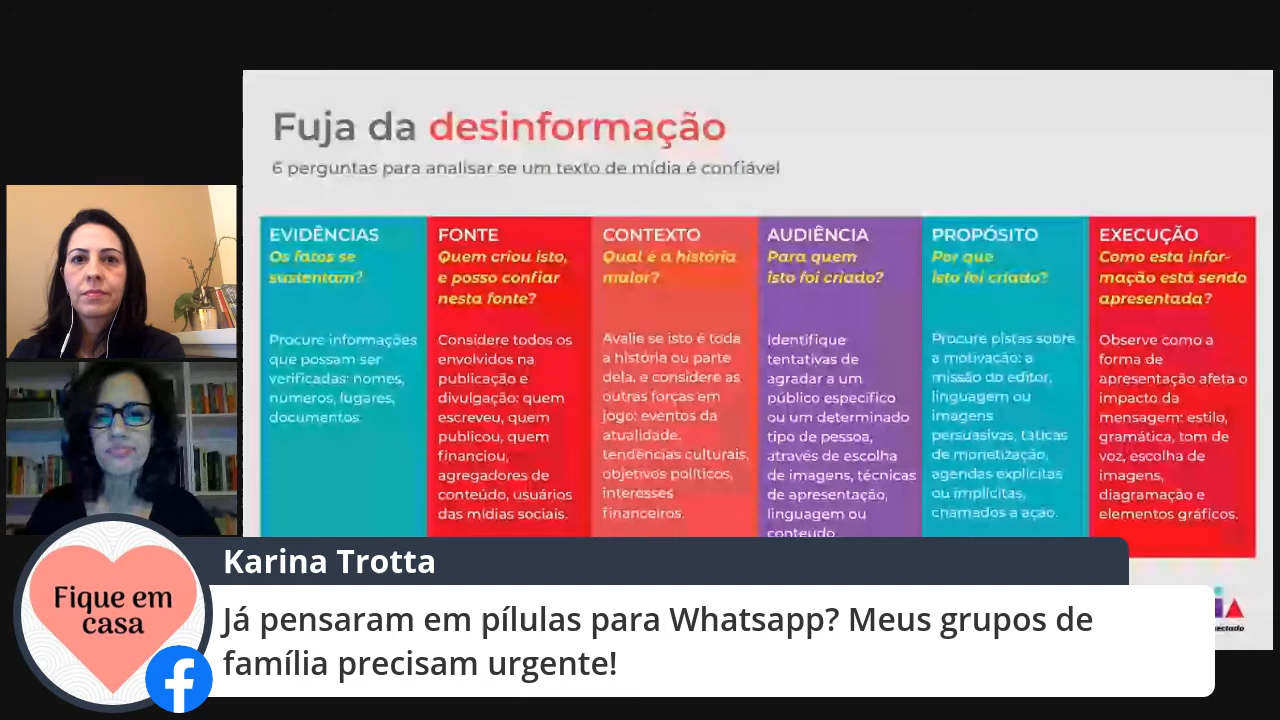 Fuja da desinformação
6 perguntas para analisar se um texto de mídia é confiável
EVIDÊNCIAS
Os fatos se
sustentam?
Procure informações
que possam ser
verificadas: nomes,
números, lugares,
documentos.
FONTE
Quem criou isto,
e posso confiar
nesta fonte?
Considere todos os
envolvidos na
publicação e
divulgação: quem
escreveu, quem
publicou, quem
financiou,
agregadores de
conteúdo, usuários
das mídias sociais.
CONTEXTO
Qual é a história
maior?
Avalie se isto é toda
a história ou parte
dela, e considere as
outras forças em
jogo: eventos da
atualidade,
tendências culturais,
objetivos políticos,
interesses
financeiros.
AUDIÊNCIA
Para quem
isto foi criado?
Identifique
tentativas de
agradar a um
público específico
ou um determinado
tipo de pessoa,
através de escolha
de imagens, técnicas
de apresentação,
linguagem ou
conteúdo.
PROPÓSITO
Por que
isto foi criado?
Procure pistas sobre
a motivação: a
missão do editor,
linguagem ou
imagens
persuasivas, táticas
de monetização,
agendas explícitas
ou implícitas,
chamados a ação.
EXECUÇÃO
Como esta infor-
mação está sendo
apresentada?
Observe como a
forma de
apresentação afeta o
impacto da
mensagem: estilo,
gramática, tom de
voz, escolha de
imagens,
diagramação e
elementos gráficos.
Fique em
casa
Karina Trotta
Já pensaram em pílulas para Whatsapp? Meus grupos de
família precisam urgente!